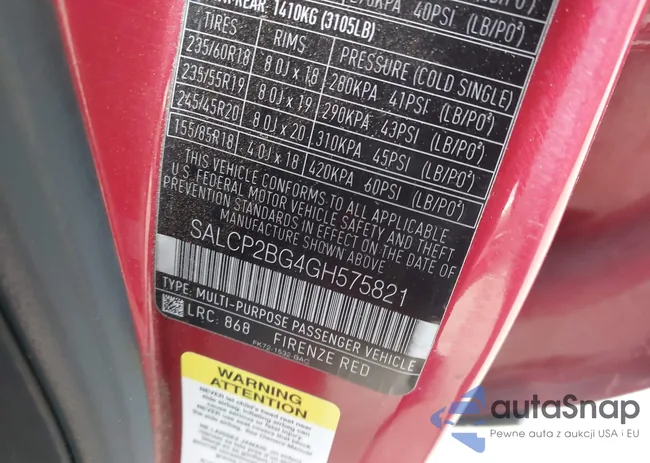 REAR: 1410KG (3105LB)
40PSI (LB/PO²)
TIRES RIMS PRESSURE (COLD SINGLE)
235/60R18 8.0J x 18 280KPA 41PSI (LB/PO²)
235/55R19 8.0J x 19 290KPA 43PSI (LB/PO²)
245/45R20 8.0J x 20 310KPA 45PSI (LB/PO²)
155/85R18 4.0J x 18 420KPA 60PSI (LB/PO²)
THIS VEHICLE CONFORMS TO ALL APPLICABLE
U.S FEDERAL MOTOR VEHICLE SAFETY AND THEFT
PREVENTION STANDARDS IN EFFECT ON THE DATE OF
MANUFACTURE SHOWN ABOVE
SALCP2BG4GH575821
TYPE: MULTI-PURPOSE PASSENGER VEHICLE
LRC: 868 FIRENZE RED
FK72-1532-GAC
WARNING
ATTENTION
autaSnap
Pewne auta z aukcji USA i EU